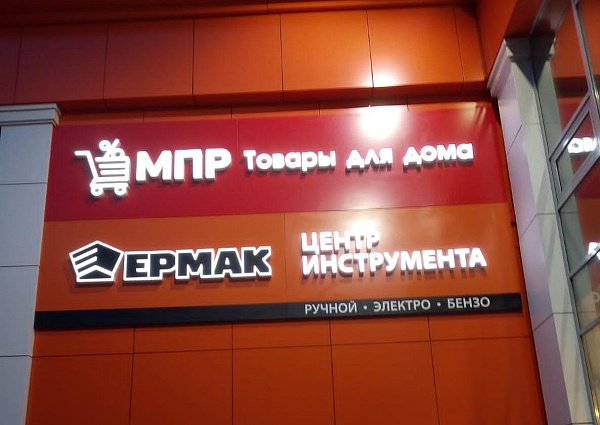 МПР Товары для дома
ЕРМАК
ЦЕНТР
ИНСТРУМЕНТА
РУЧНОЙ • ЭЛЕКТРО • БЕНЗО